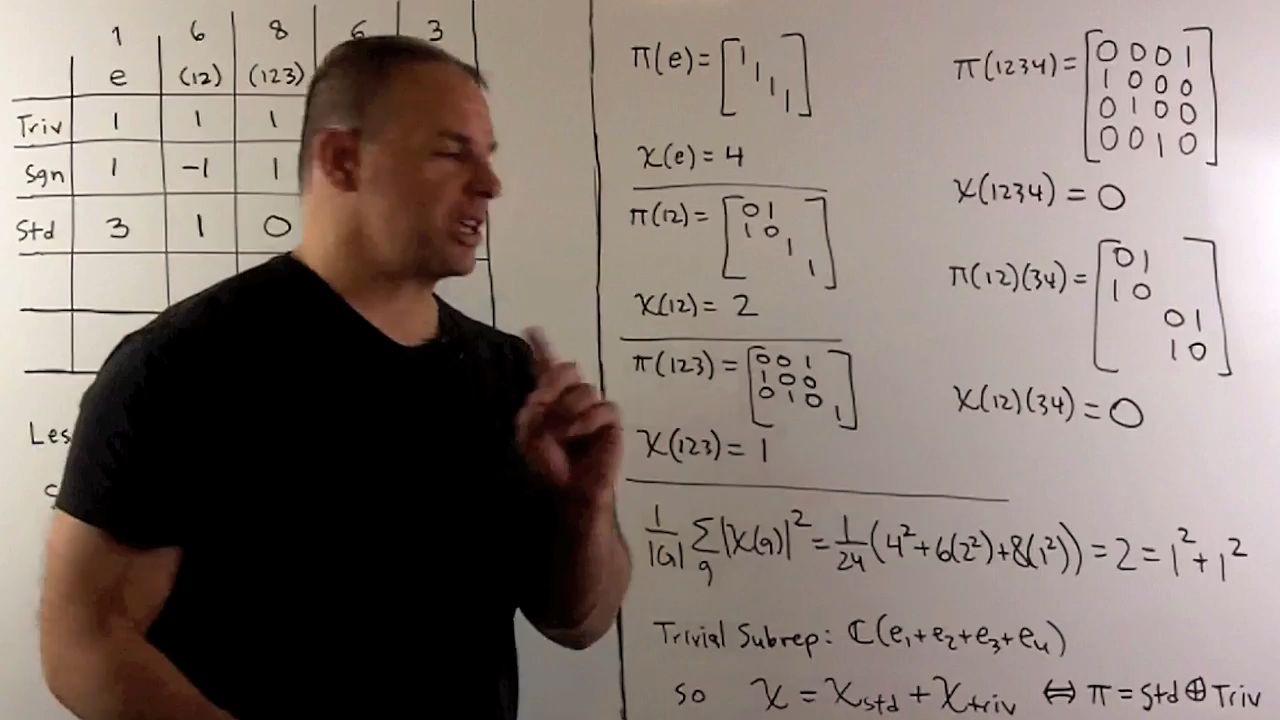 1 6 8 6 3
e (12) (123)
Triv 1 1 1
Sgn 1 -1 1
Std 3 1 0
Les
π(e) = [1 1 1 1]
χ(e) = 4
π(12) = [0 1 1 0 1 1]
χ(12) = 2
π(123) = [0 0 1 1 0 0 0 1 0 1]
χ(123) = 1
π(1234) = [0 0 0 1 1 0 0 0 0 1 0 0 0 0 1 0]
χ(1234) = 0
π(12)(34) = [0 1 1 0 0 1 1 0]
χ(12)(34) = 0
1/|G| Σ_g |χ(g)|² = 1/24 (4² + 6(2²) + 8(1²)) = 2 = 1² + 1²
Trivial Subrep: ℂ(e₁+e₂+e₃+e₄)
so χ = χ_std + χ_triv ⇔ π = Std ⊕ Triv